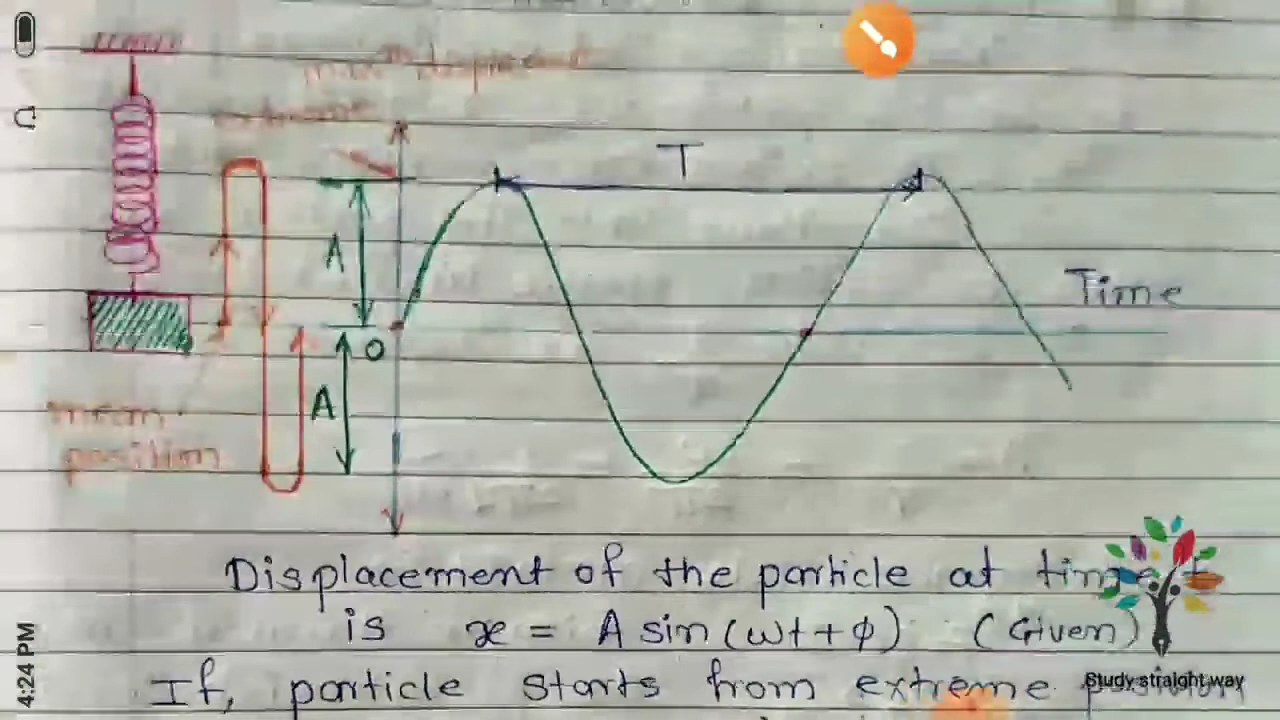 extreme
T
A
Time
O
A
mean
position
Displacement of the particle at time t
is x = A sin(ωt+φ) (Given)
If, particle starts from extreme position
Study straight way
4:24 PM